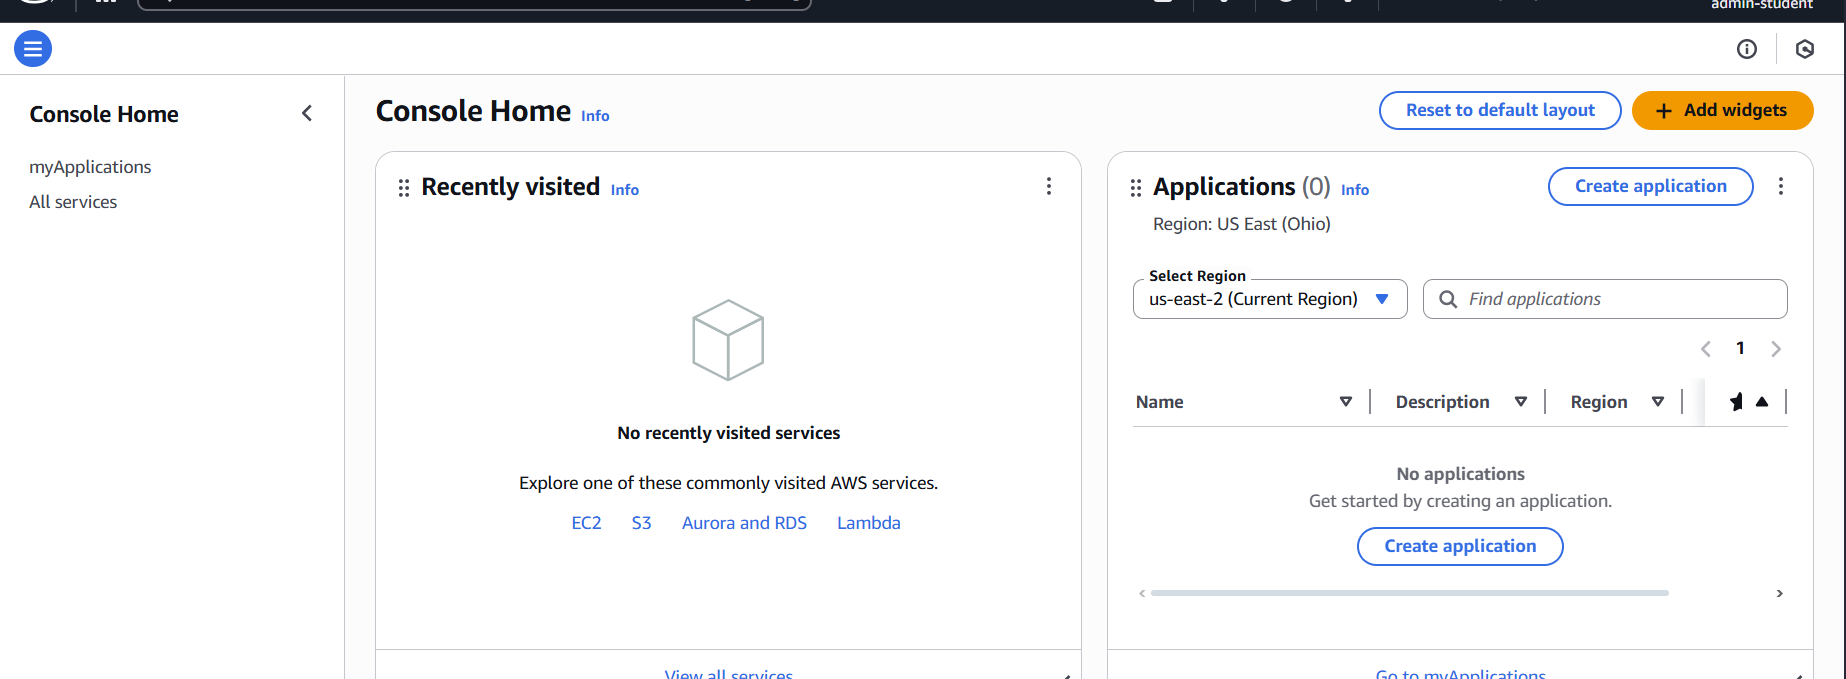 admin-student
Console Home
myApplications
All services
Console Home Info
Reset to default layout
+ Add widgets
Recently visited Info
No recently visited services
Explore one of these commonly visited AWS services.
EC2 S3 Aurora and RDS Lambda
View all services
Applications (0) Info
Create application
Region: US East (Ohio)
Select Region
us-east-2 (Current Region)
Find applications
1
Name Description Region
No applications
Get started by creating an application.
Create application
Go to myApplications